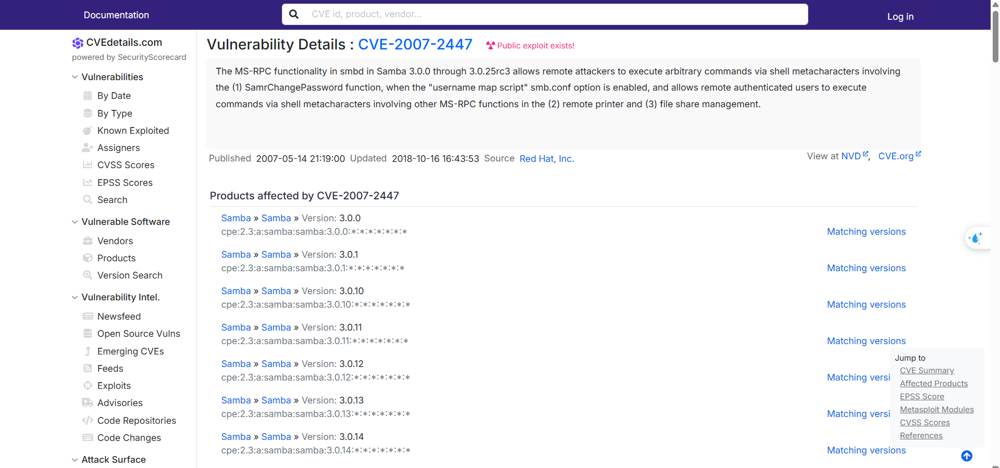 Documentation
CVE id, product, vendor...
Log in
CVEdetails.com
powered by SecurityScorecard
Vulnerabilities
By Date
By Type
Known Exploited
Assigners
CVSS Scores
EPSS Scores
Search
Vulnerable Software
Vendors
Products
Version Search
Vulnerability Intel.
Newsfeed
Open Source Vulns
Emerging CVEs
Feeds
Exploits
Advisories
Code Repositories
Code Changes
Attack Surface
Vulnerability Details : CVE-2007-2447 Public exploit exists!
The MS-RPC functionality in smbd in Samba 3.0.0 through 3.0.25rc3 allows remote attackers to execute arbitrary commands via shell metacharacters involving
the (1) SamrChangePassword function, when the "username map script" smb.conf option is enabled, and allows remote authenticated users to execute
commands via shell metacharacters involving other MS-RPC functions in the (2) remote printer and (3) file share management.
Published 2007-05-14 21:19:00 Updated 2018-10-16 16:43:53 Source Red Hat, Inc.
View at NVD, CVE.org
Products affected by CVE-2007-2447
Samba » Samba » Version: 3.0.0
cpe:2.3:a:samba:samba:3.0.0:*:*:*:*:*:*:*
Matching versions
Samba » Samba » Version: 3.0.1
cpe:2.3:a:samba:samba:3.0.1:*:*:*:*:*:*:*
Matching versions
Samba » Samba » Version: 3.0.10
cpe:2.3:a:samba:samba:3.0.10:*:*:*:*:*:*:*
Matching versions
Samba » Samba » Version: 3.0.11
cpe:2.3:a:samba:samba:3.0.11:*:*:*:*:*:*:*
Matching versions
Samba » Samba » Version: 3.0.12
cpe:2.3:a:samba:samba:3.0.12:*:*:*:*:*:*:*
Matching versi
Samba » Samba » Version: 3.0.13
cpe:2.3:a:samba:samba:3.0.13:*:*:*:*:*:*:*
Matching versi
Samba » Samba » Version: 3.0.14
cpe:2.3:a:samba:samba:3.0.14:*:*:*:*:*:*:*
Matching versions
Jump to
CVE Summary
Affected Products
EPSS Score
Metasploit Modules
CVSS Scores
References